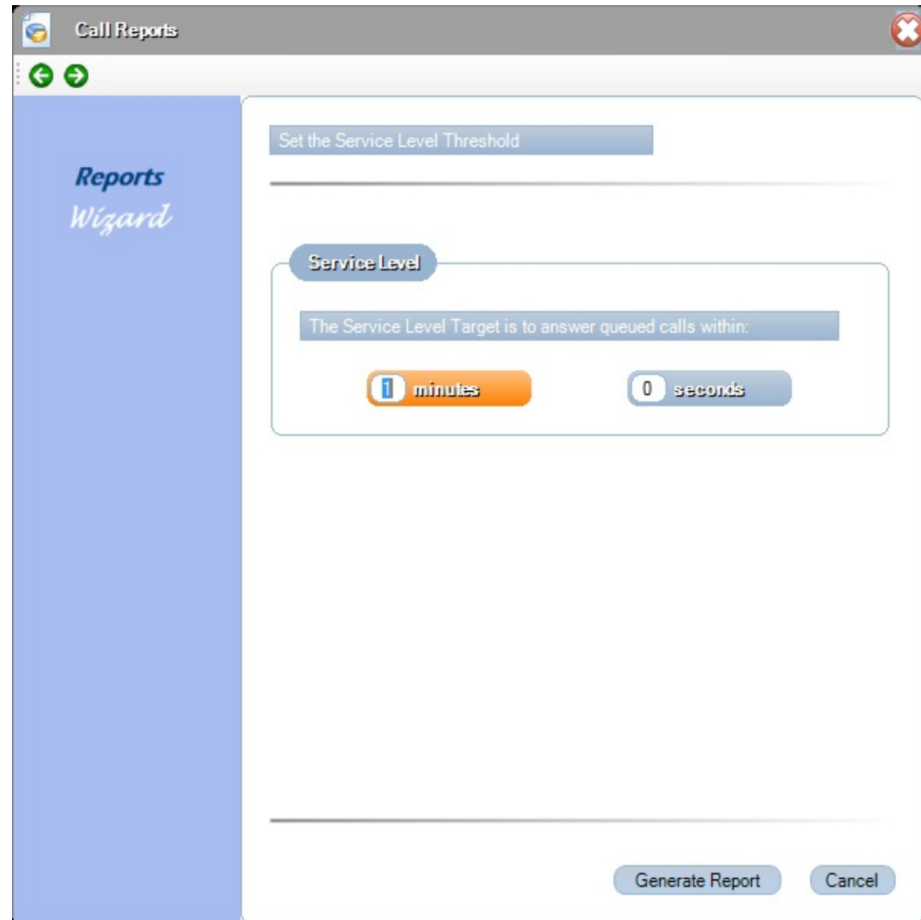 Call Reports
Reports
Wizard
Set the Service Level Threshold
Service Level
The Service Level Target is to answer queued calls within:
1 minutes 0 seconds
Generate Report Cancel